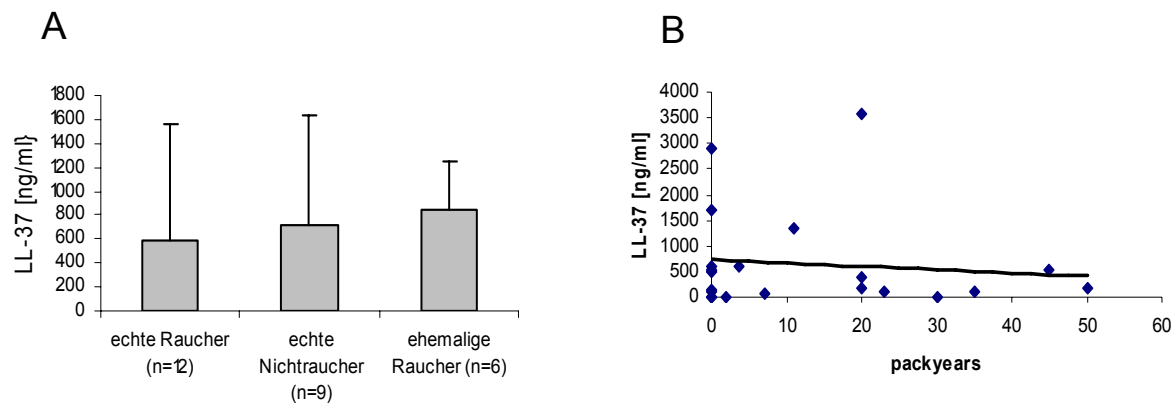 A
LL-37 [ng/ml}
1800
1600
1400
1200
1000
800
600
400
200
0
echte Raucher
(n=12)
echte
Nichtraucher
(n=9)
ehemalige
Raucher (n=6)
B
LL-37 [ng/ml]
4000
3500
3000
2500
2000
1500
1000
500
0
0 10 20 30 40 50 60
packyears